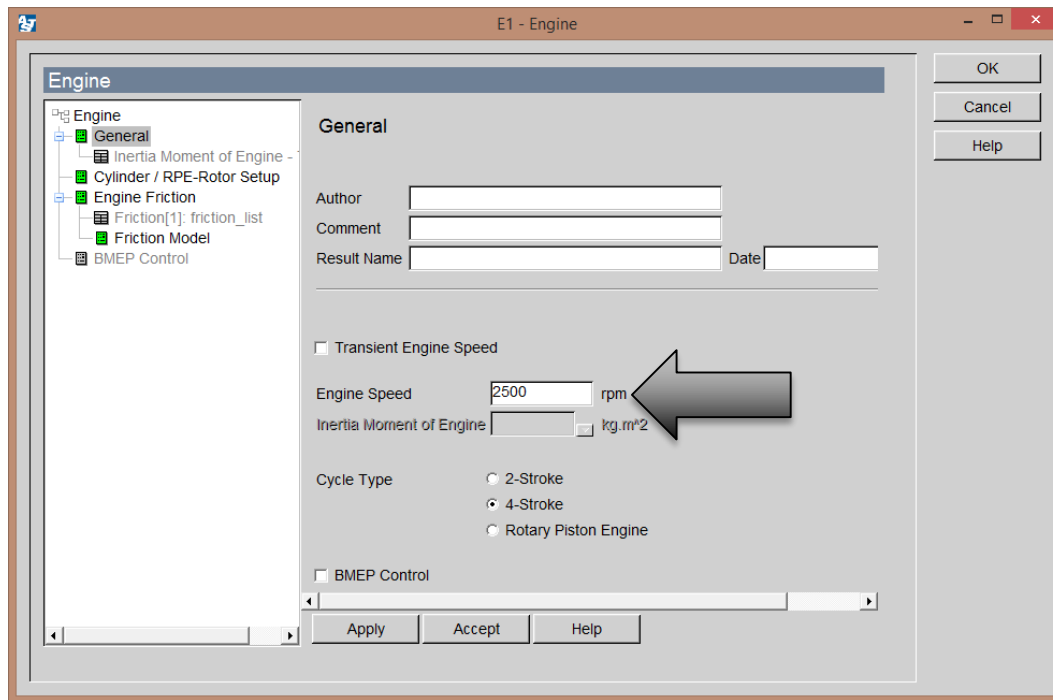 E1 - Engine
OK
Cancel
Help
Engine
Engine
General
Inertia Moment of Engine -
Cylinder / RPE-Rotor Setup
Engine Friction
Friction[1]: friction_list
Friction Model
BMEP Control
General
Author
Comment
Result Name Date
Transient Engine Speed
Engine Speed 2500 rpm
Inertia Moment of Engine kg.m^2
Cycle Type 2-Stroke
4-Stroke
Rotary Piston Engine
BMEP Control
Apply Accept Help